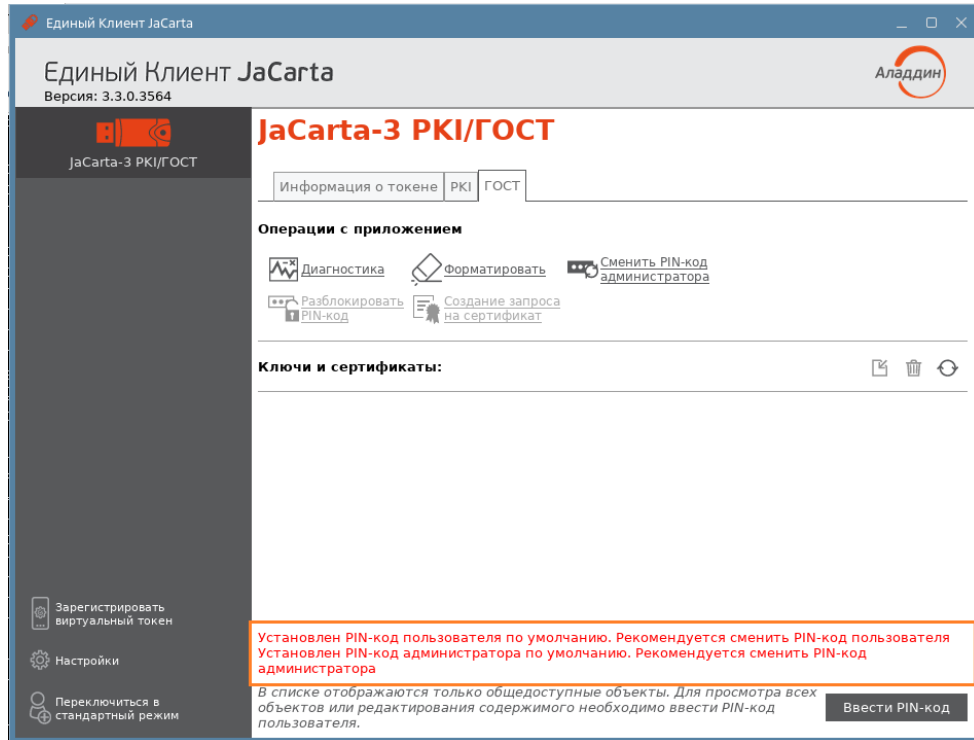 Единый Клиент JaCarta
Единый Клиент JaCarta
Версия: 3.3.0.3564
Аладдин
JaCarta-3 PKI/ГОСТ
JaCarta-3 PKI/ГОСТ
Информация о токене PKI ГОСТ
Операции с приложением
Диагностика
Форматировать
Сменить PIN-код
администратора
Разблокировать
PIN-код
Создание запроса
на сертификат
Ключи и сертификаты:
Зарегистрировать
виртуальный токен
Настройки
Переключиться в
стандартный режим
Установлен PIN-код пользователя по умолчанию. Рекомендуется сменить PIN-код пользователя
Установлен PIN-код администратора по умолчанию. Рекомендуется сменить PIN-код
администратора
В списке отображаются только общедоступные объекты. Для просмотра всех
объектов или редактирования содержимого необходимо ввести PIN-код
пользователя.
Ввести PIN-код